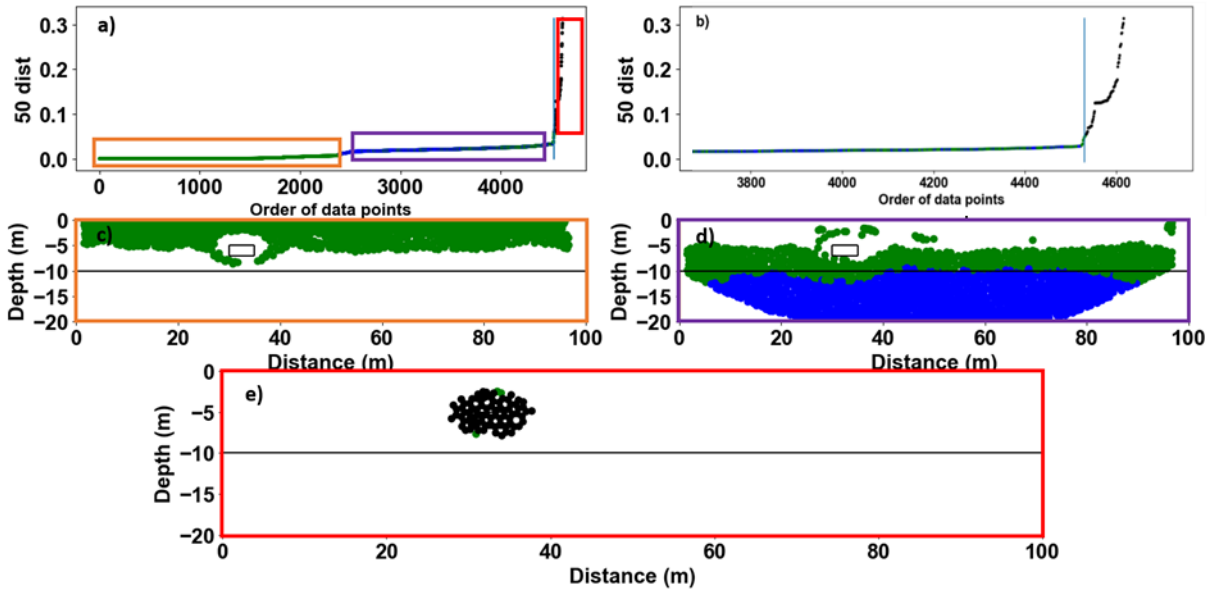 a)
0.3
0.2
0.1
0.0
50 dist
0 1000 2000 3000 4000
Order of data points
b)
0.3
0.2
0.1
0.0
50 dist
3800 4000 4200 4400 4600
Order of data points
c)
0
−5
−10
−15
−20
Depth (m)
0 20 40 60 80 100
Distance (m)
d)
0
−5
−10
−15
−20
Depth (m)
0 20 40 60 80 100
Distance (m)
e)
0
−5
−10
−15
−20
Depth (m)
0 20 40 60 80 100
Distance (m)